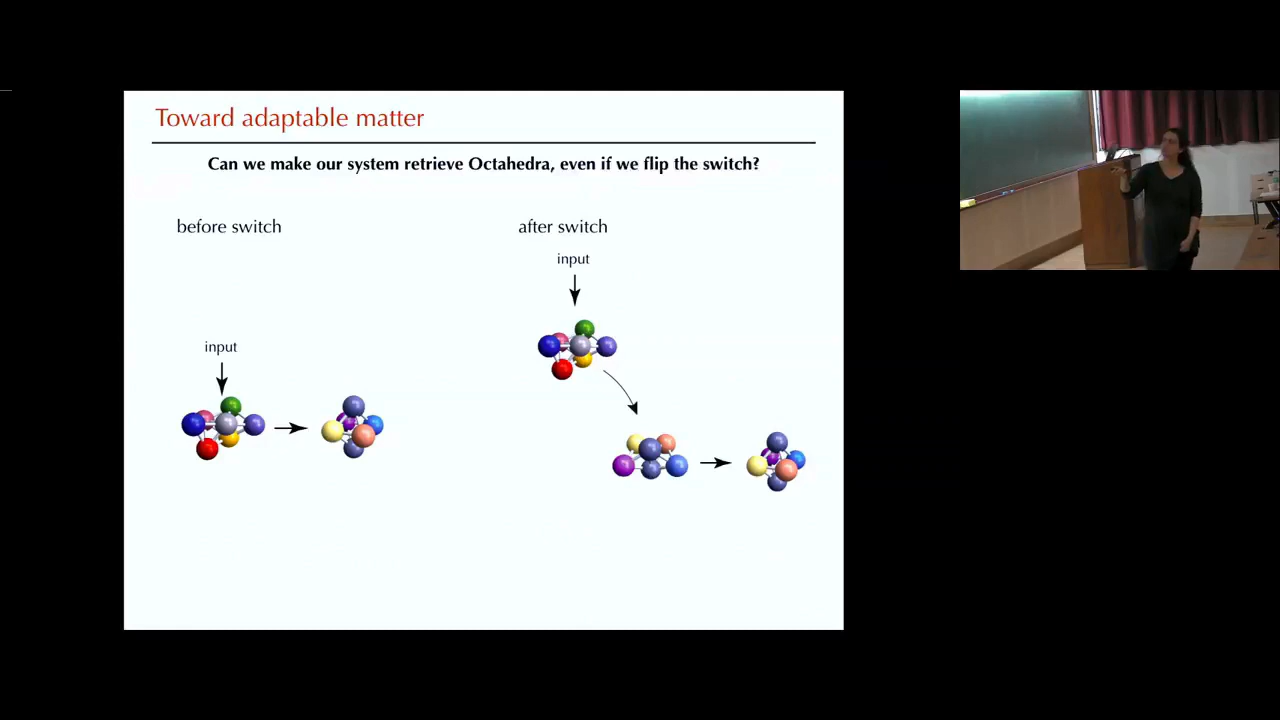 Toward adaptable matter
Can we make our system retrieve Octahedra, even if we flip the switch?
before switch
after switch
input
input